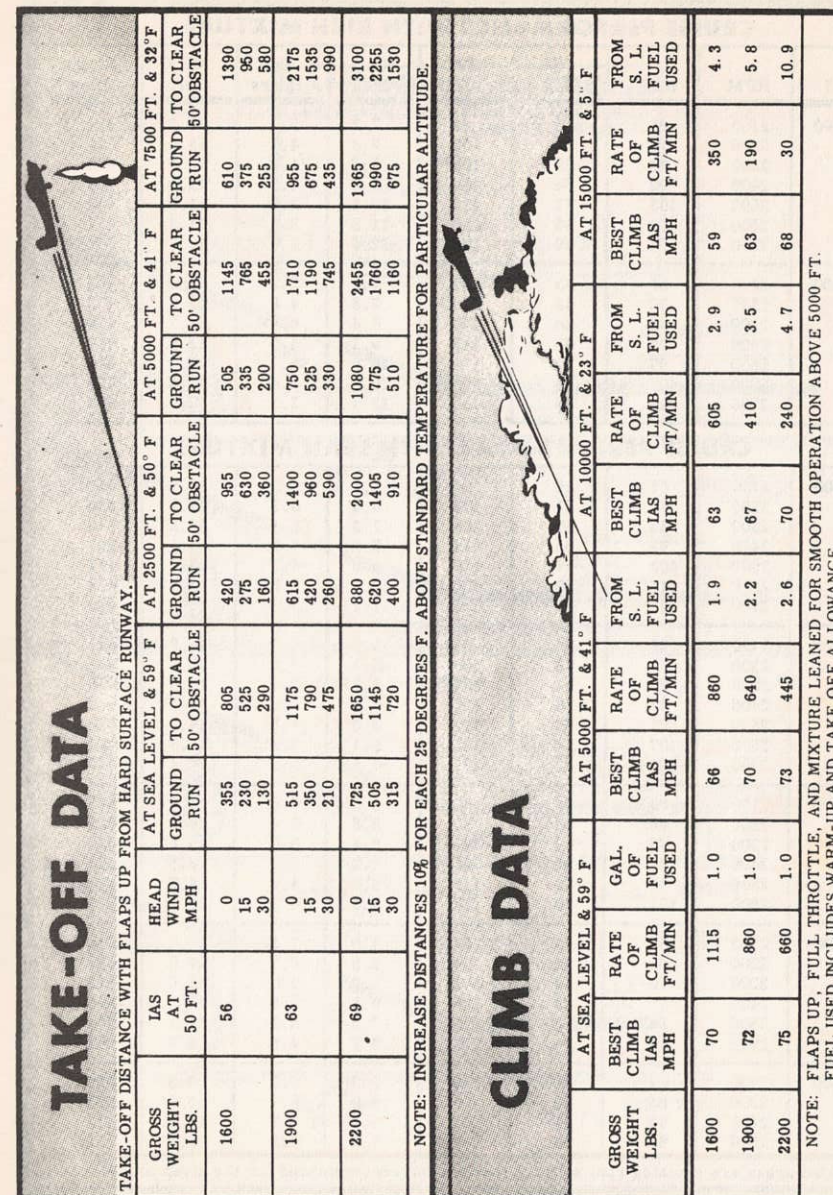 TAKE-OFF DATA
TAKE-OFF DISTANCE WITH FLAPS UP FROM HARD SURFACE RUNWAY.
GROSS WEIGHT LBS. IAS AT 50 FT. HEAD WIND MPH AT SEA LEVEL & 59° F AT 2500 FT. & 50° F AT 5000 FT. & 41° F AT 7500 FT. & 32°F
GROUND RUN TO CLEAR 50' OBSTACLE GROUND RUN TO CLEAR 50' OBSTACLE GROUND RUN TO CLEAR 50' OBSTACLE GROUND RUN TO CLEAR 50'OBSTACLE
1600 56 0 355 805 420 955 505 1145 610 1390
15 230 525 275 630 335 765 375 950
30 130 290 160 360 200 455 255 580
1900 63 0 515 1175 615 1400 750 1710 955 2175
15 350 790 420 960 525 1190 675 1535
30 210 475 260 590 330 745 435 990
2200 69 0 725 1650 880 2000 1080 2455 1365 3100
15 505 1145 620 1405 775 1760 990 2255
30 315 720 400 910 510 1160 675 1530
NOTE: INCREASE DISTANCES 10% FOR EACH 25 DEGREES F. ABOVE STANDARD TEMPERATURE FOR PARTICULAR ALTITUDE.
CLIMB DATA
GROSS WEIGHT LBS. AT SEA LEVEL & 59° F AT 5000 FT. & 41° F AT 10000 FT. & 23° F AT 15000 FT. & 5° F
BEST CLIMB IAS MPH RATE OF CLIMB FT/MIN GAL. OF FUEL USED BEST CLIMB IAS MPH RATE OF CLIMB FT/MIN FROM S. L. FUEL USED BEST CLIMB IAS MPH RATE OF CLIMB FT/MIN FROM S. L. FUEL USED BEST CLIMB IAS MPH RATE OF CLIMB FT/MIN FROM S. L. FUEL USED
1600 70 1115 1.0 66 860 1.9 63 605 2.9 59 350 4.3
1900 72 860 1.0 70 640 2.2 67 410 3.5 63 190 5.8
2200 75 660 1.0 73 445 2.6 70 240 4.7 68 30 10.9
NOTE: FLAPS UP, FULL THROTTLE, AND MIXTURE LEANED FOR SMOOTH OPERATION ABOVE 5000 FT.
FUEL USED INCLUDES WARM-UP AND TAKE-OFF ALLOWANCE